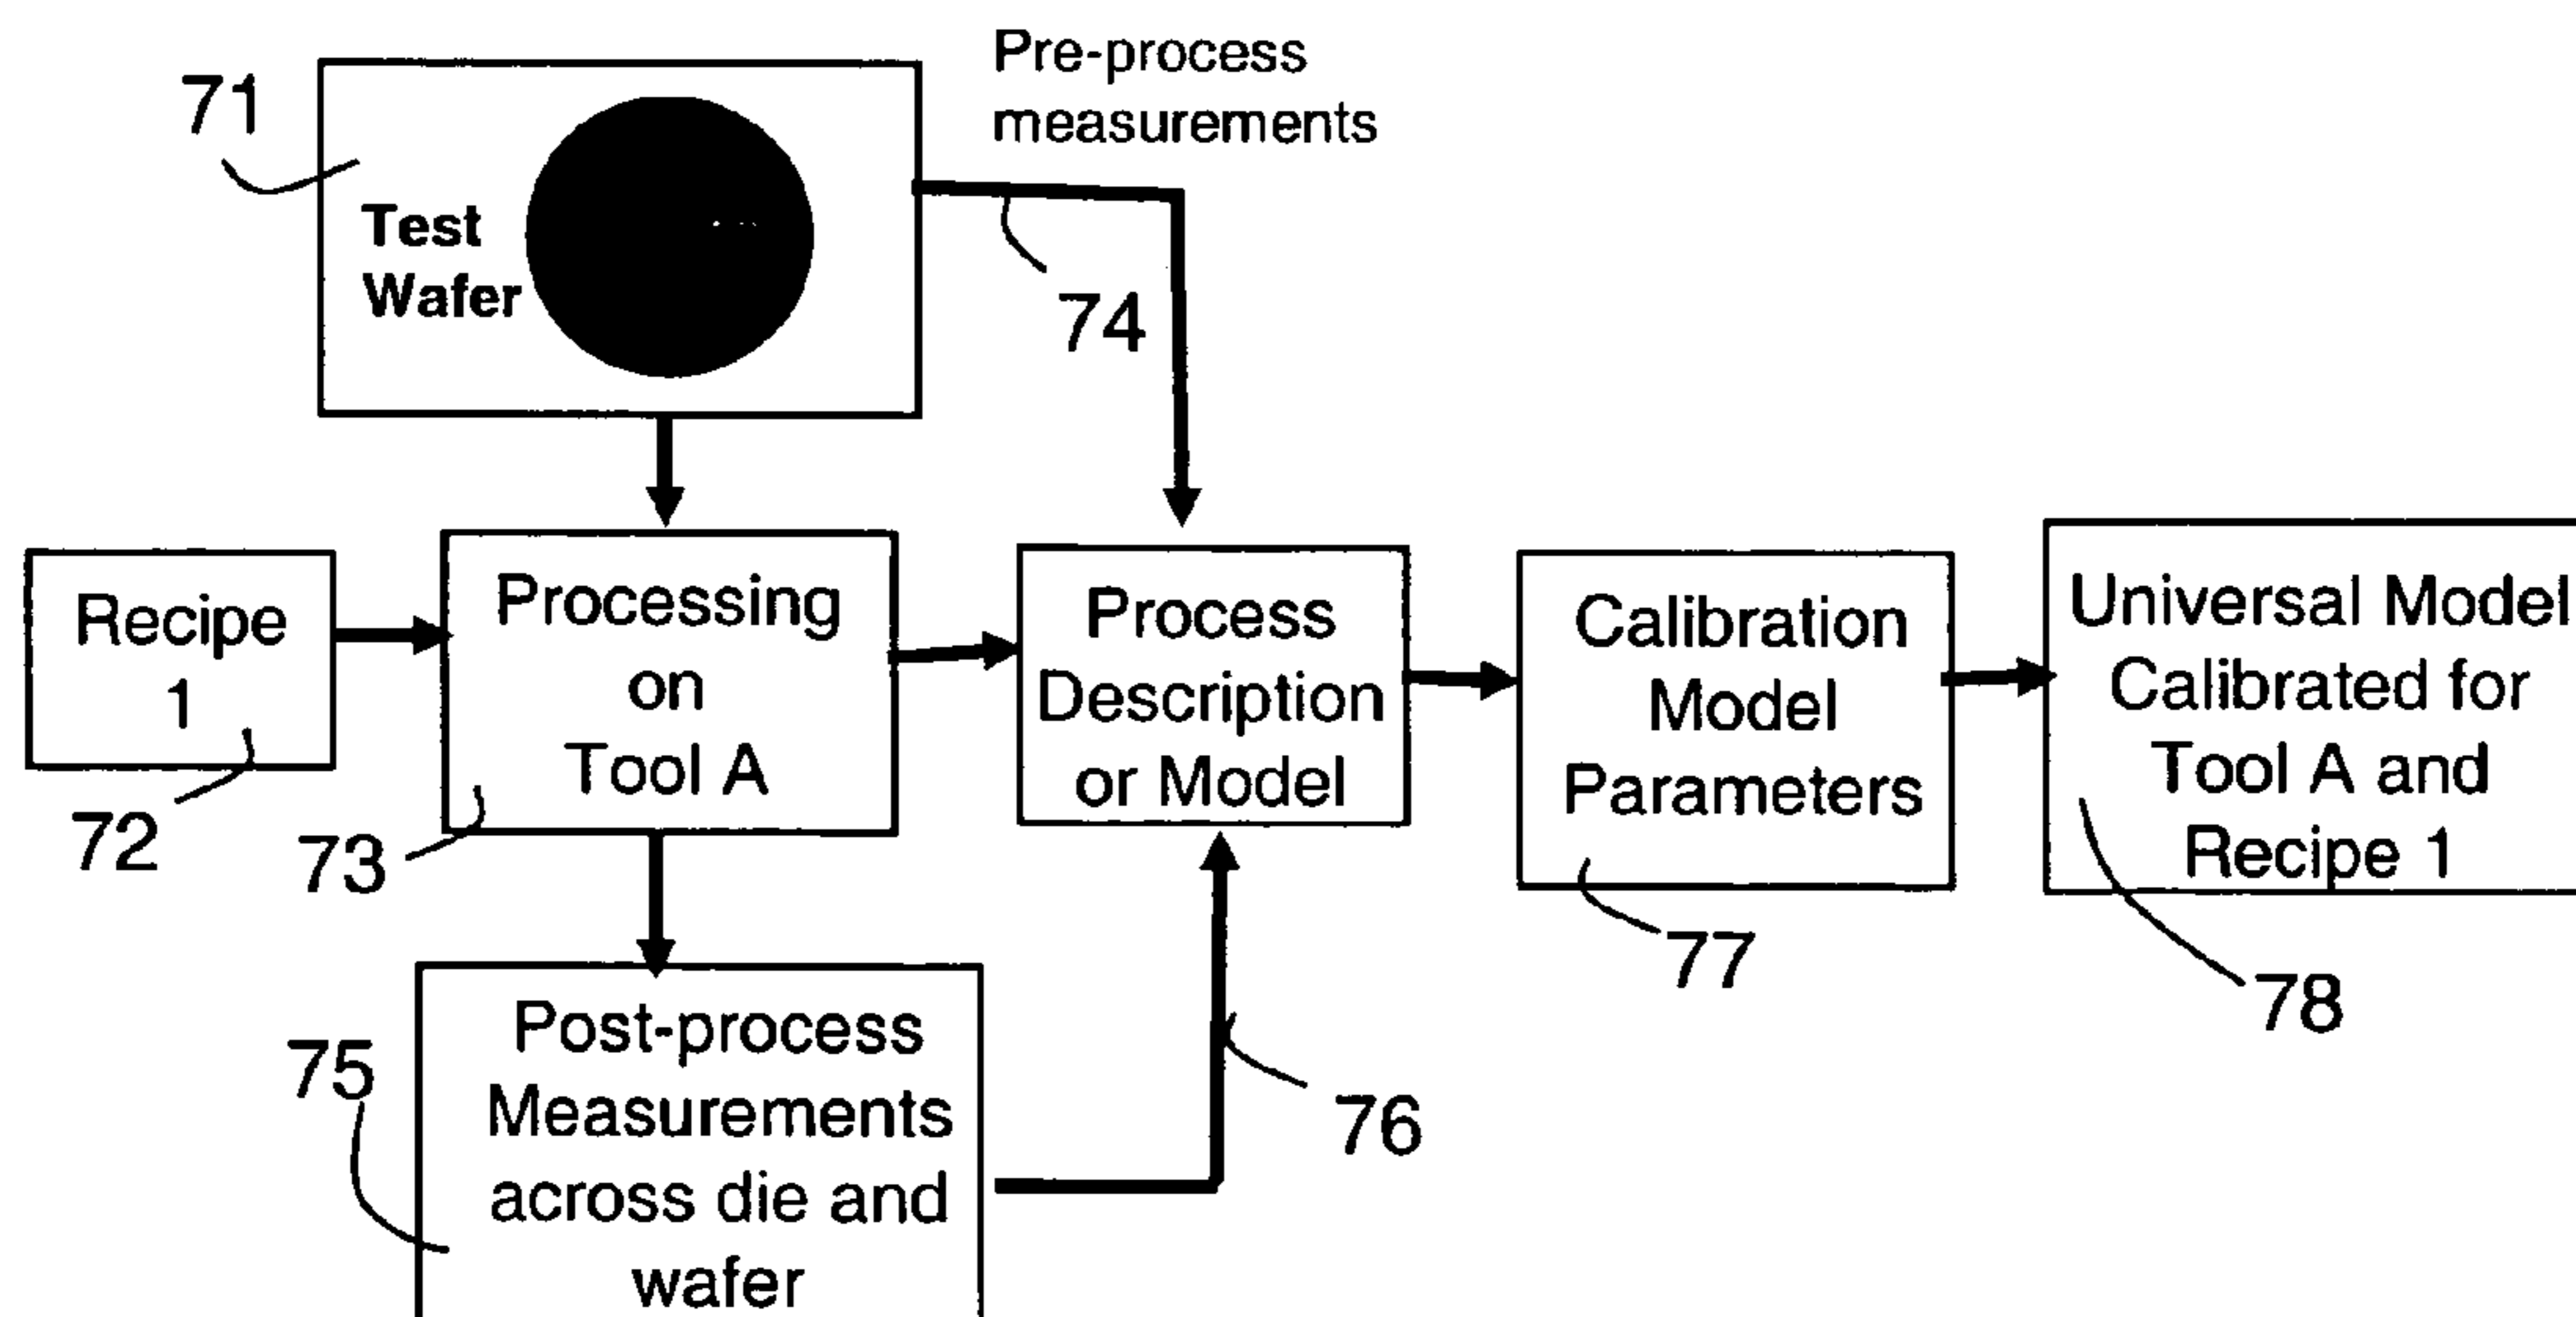 Pre-process
measurements
71
Test
Wafer
74
Recipe
1
72
Processing
on
Tool A
73
Process
Description
or Model
Calibration
Model
Parameters
77
Universal Model
Calibrated for
Tool A and
Recipe 1
78
75
Post-process
Measurements
across die and
wafer
76